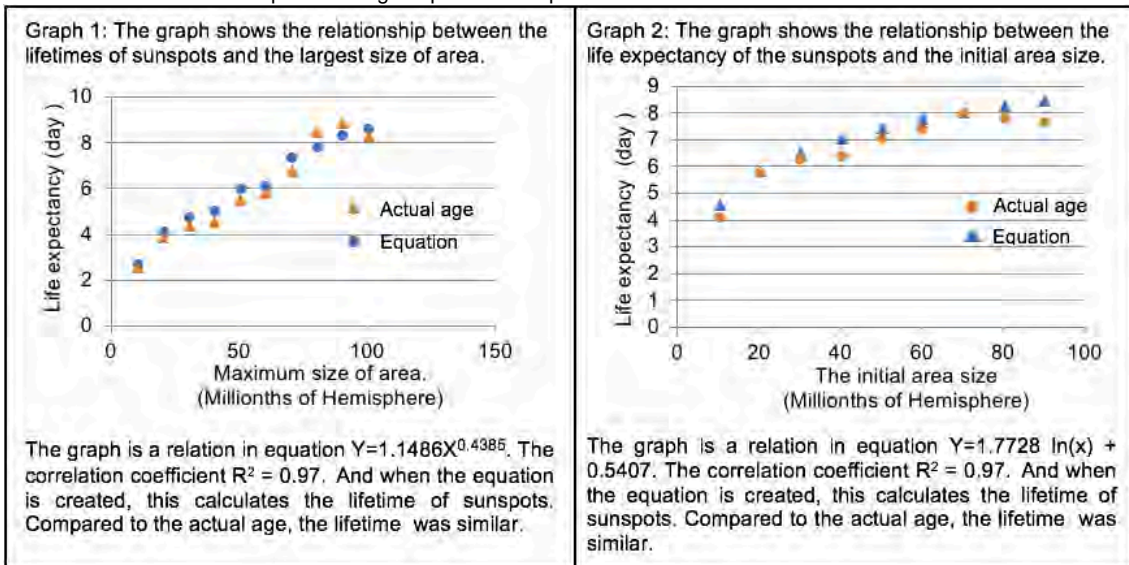 Graph 1: The graph shows the relationship between the
lifetimes of sunspots and the largest size of area.
10
8
6
4
2
0
Life expectancy (day )
Actual age
Equation
0
50
100
150
Maximum size of area.
(Millionths of Hemisphere)
The graph is a relation in equation Y=1.1486X^0.4385. The
correlation coefficient R² = 0.97. And when the equation
is created, this calculates the lifetime of sunspots.
Compared to the actual age, the lifetime was similar.
Graph 2: The graph shows the relationship between the
life expectancy of the sunspots and the initial area size.
9
8
7
6
5
4
3
2
1
0
Life expectancy (day)
Actual age
Equation
0
20
40
60
80
100
The initial area size
(Millionths of Hemisphere)
The graph is a relation in equation Y=1.7728 ln(x) +
0.5407. The correlation coefficient R² = 0.97. And when
the equation is created, this calculates the lifetime of
sunspots. Compared to the actual age, the lifetime was
similar.